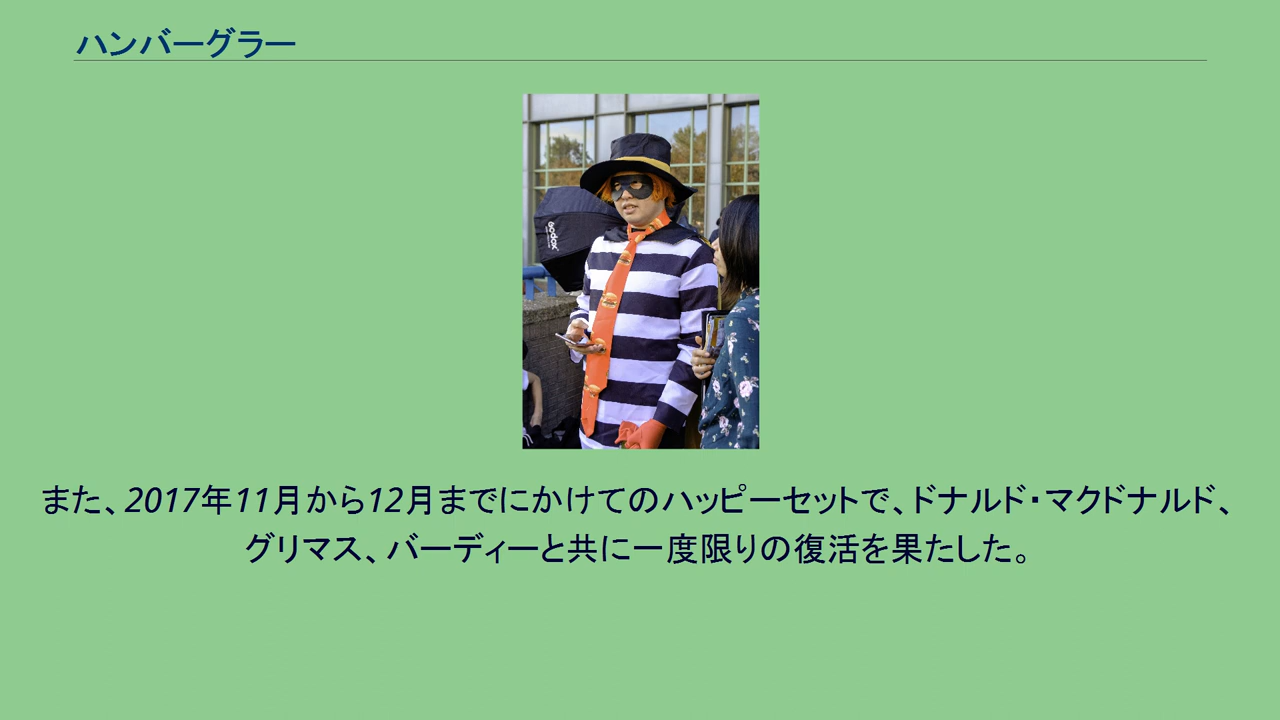 ハンバーグラー
Godox
また、2017年11月から12月までにかけてのハッピーセットで、ドナルド・マクドナルド、
グリマス、バーディーと共に一度限りの復活を果たした。